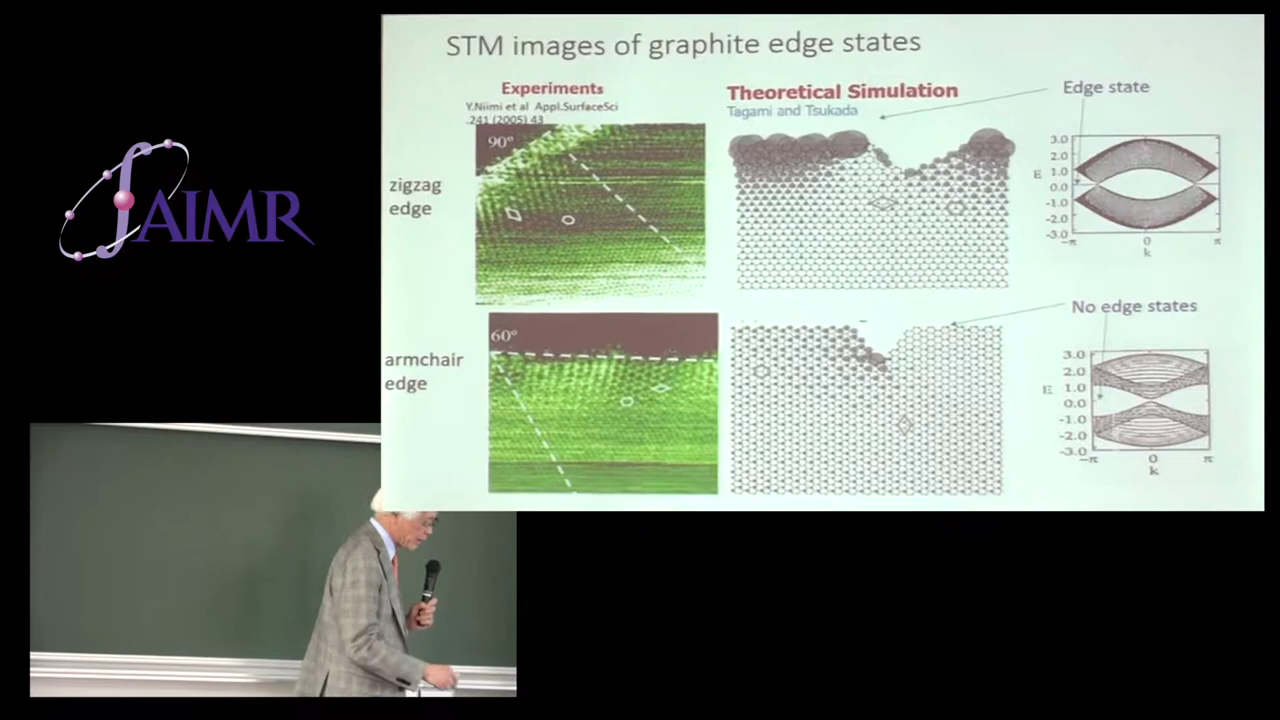 STM images of graphite edge states
Experiments
Y.Niimi et al Appl.SurfaceSci
.241 (2005) 43
Theoretical Simulation
Tagami and Tsukada
Edge state
90°
zigzag
edge
3.0
2.0
1.0
E
0.0
-1.0
-2.0
-3.0
-π
0
π
k
AIMR
No edge states
60°
armchair
edge
3.0
2.0
1.0
E
0.0
-1.0
-2.0
-3.0
-π
0
π
k